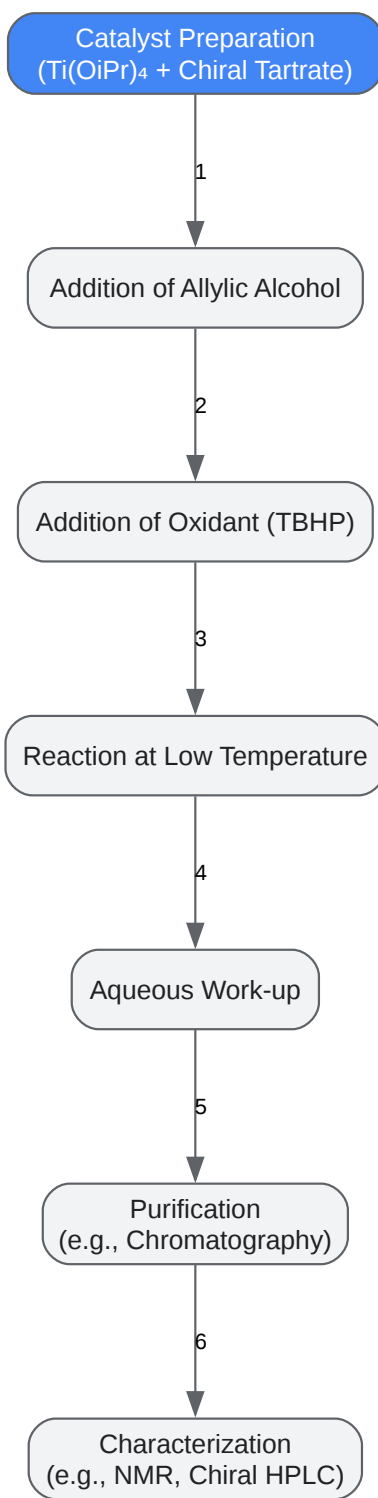 Catalyst Preparation
(Ti(OiPr)₄ + Chiral Tartrate)
1
Addition of Allylic Alcohol
2
Addition of Oxidant (TBHP)
3
Reaction at Low Temperature
4
Aqueous Work-up
5
Purification
(e.g., Chromatography)
6
Characterization
(e.g., NMR, Chiral HPLC)